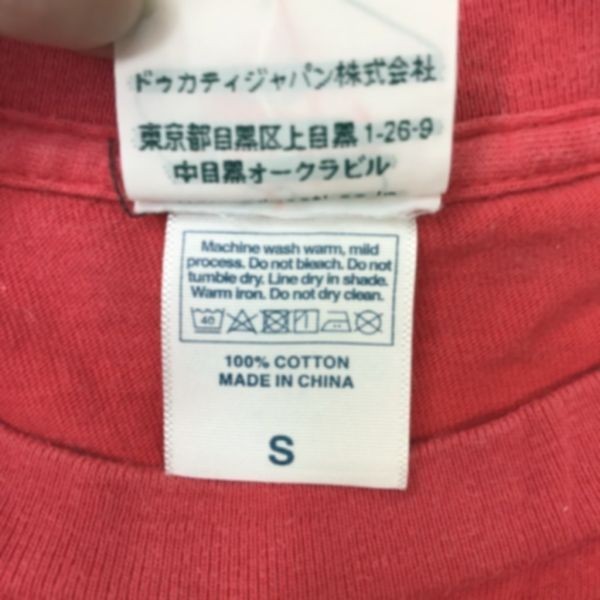 ドゥカティジャパン株式会社
東京都目黒区上目黒1-26-9
中目黒オークラビル
Machine wash warm, mild
process. Do not bleach. Do not
tumble dry. Line dry in shade.
Warm iron. Do not dry clean.
40
100% COTTON
MADE IN CHINA
S